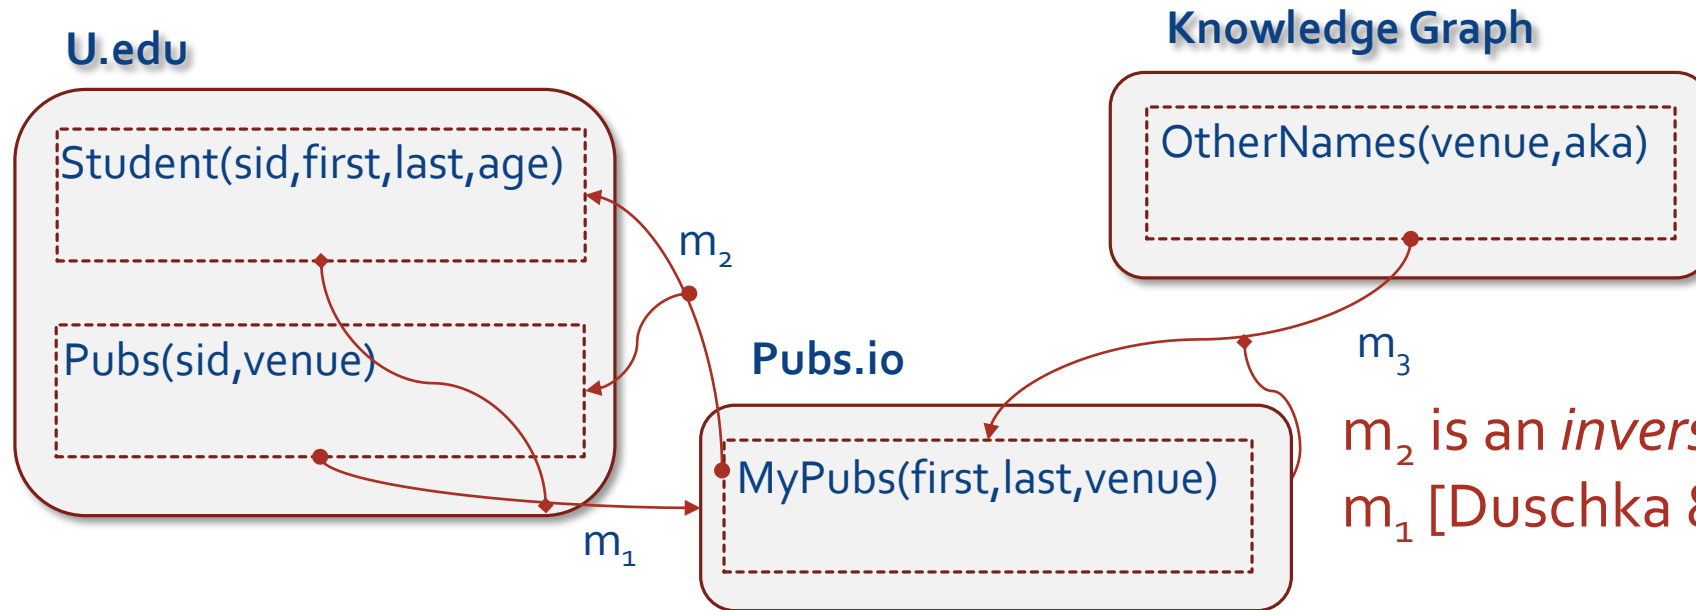 U.edu
Student(sid,first,last,age)
Pubs(sid,venue)
m₂
m₁
Pubs.io
MyPubs(first,last,venue)
Knowledge Graph
OtherNames(venue,aka)
m₃
m₂ is an invers
m₁ [Duschka &